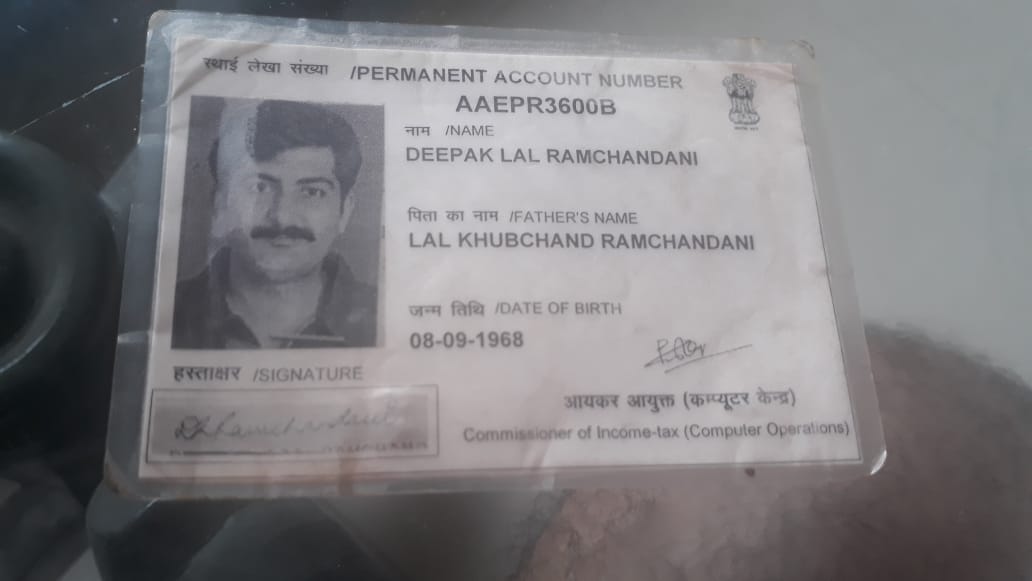 स्थाई लेखा संख्या /PERMANENT ACCOUNT NUMBER
AAEPR3600B
नाम /NAME
DEEPAK LAL RAMCHANDANI
पिता का नाम /FATHER'S NAME
LAL KHUBCHAND RAMCHANDANI
जन्म तिथि /DATE OF BIRTH
08-09-1968
हस्ताक्षर /SIGNATURE
आयकर आयुक्त (कम्प्यूटर केन्द्र)
Commissioner of Income-tax (Computer Operations)